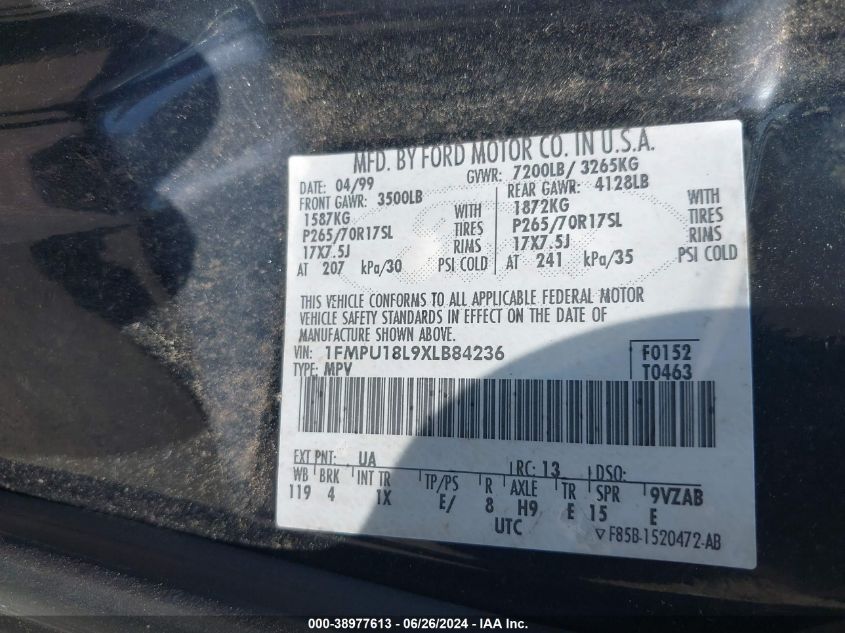 MFD. BY FORD MOTOR CO. IN U.S.A.
DATE: 04/99 GVWR: 7200LB/ 3265KG
FRONT GAWR: 3500LB REAR GAWR: 4128LB
1587KG WITH 1872KG WITH
P265/70R17SL TIRES P265/70R17SL TIRES
17X7.5J RIMS 17X7.5J RIMS
AT 207 kPa/30 PSI COLD AT 241 kPa/35 PSI COLD
THIS VEHICLE CONFORMS TO ALL APPLICABLE FEDERAL MOTOR
VEHICLE SAFETY STANDARDS IN EFFECT ON THE DATE OF
MANUFACTURE SHOWN ABOVE.
VIN: 1FMPU18L9XLB84236 F0152
TYPE: MPV T0463
EXT PNT: UA RC: 13 DSO:
WB BRK INT TR TP/PS R AXLE TR SPR 9VZAB
119 4 1X E/ 8 H9 E 15 E
UTC ▽F85B-1520472-AB
000-38977613 - 06/26/2024 - IAA Inc.